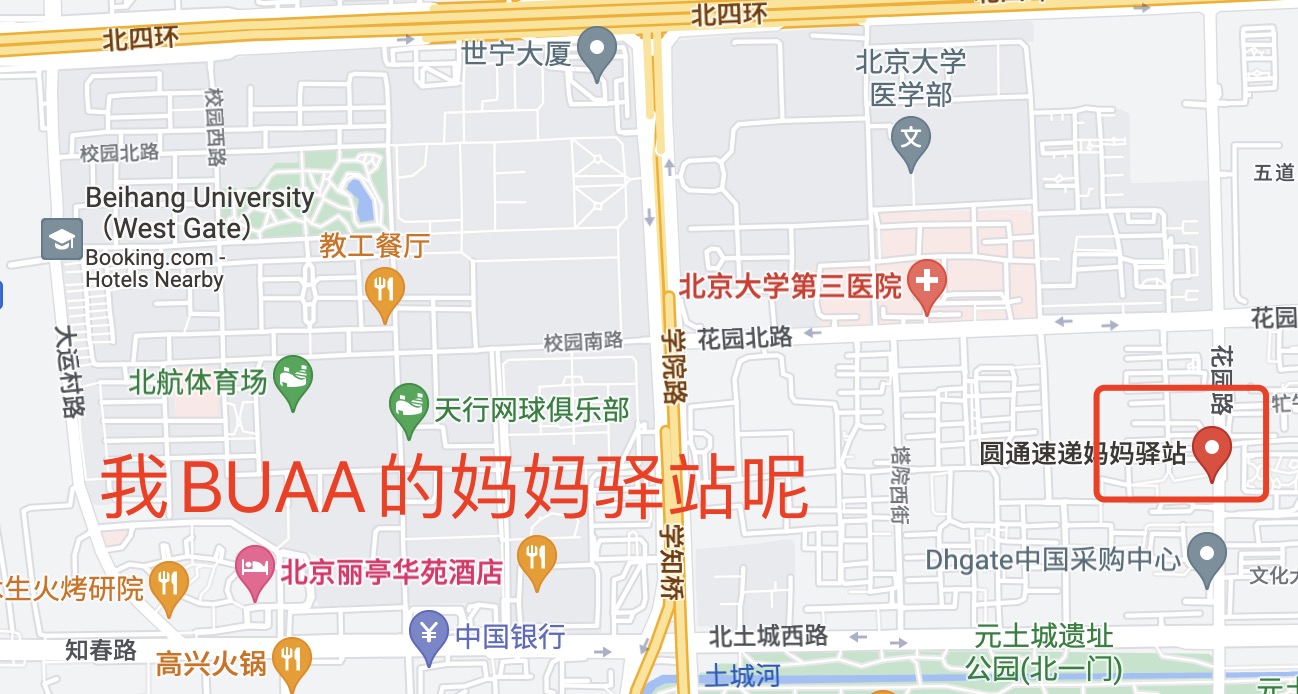 北四环
北四环
世宁大厦
北京大学
医学部
校园西路
校园北路
五道
Beihang University
（West Gate）
Booking.com -
Hotels Nearby
教工餐厅
北京大学第三医院
花园北路
花园
校园南路
学院路
大运村路
花园路
北航体育场
天行网球俱乐部
牤牛
圆通速递妈妈驿站
我BUAA的妈妈驿站呢
塔院西街
学知桥
Dhgate中国采购中心
北京丽亭华苑酒店
生火烤研院
文化大
中国银行
北土城西路
元土城遗址
公园(北一门)
知春路
高兴火锅
土城河
元土